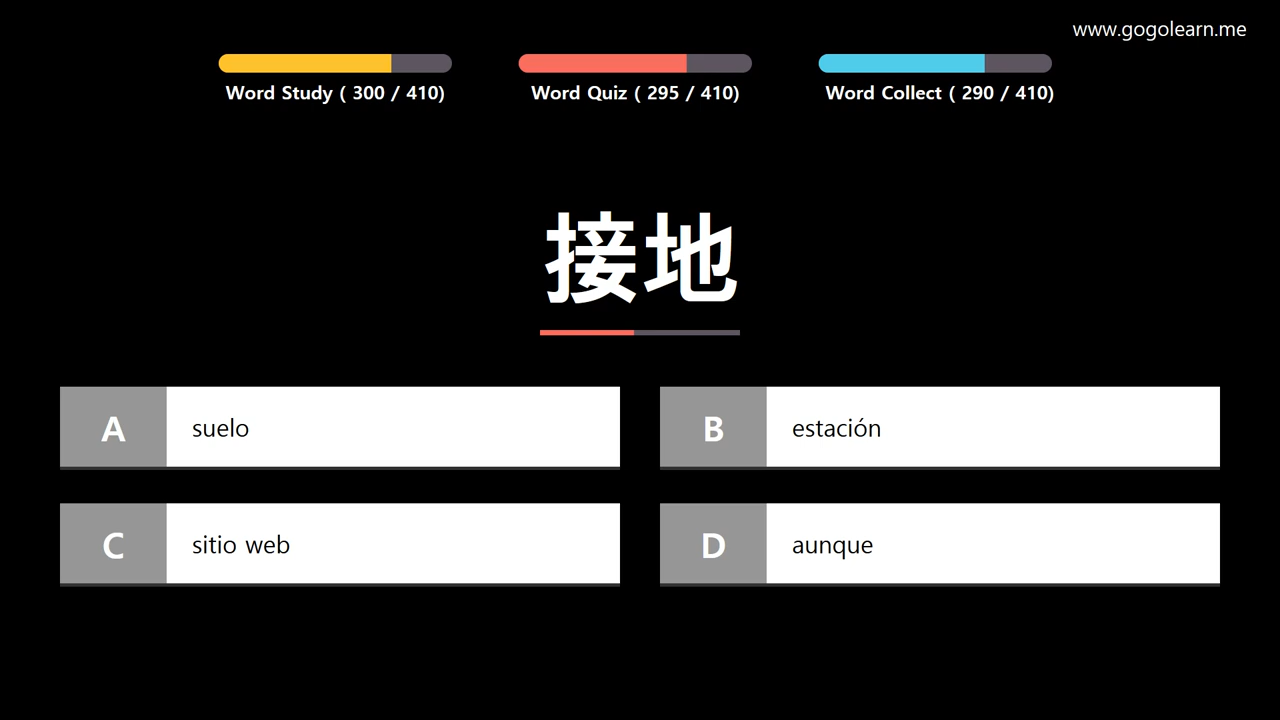 www.gogolearn.me
Word Study ( 300 / 410)
Word Quiz ( 295 / 410)
Word Collect ( 290 / 410)
接地
A suelo
B estación
C sitio web
D aunque